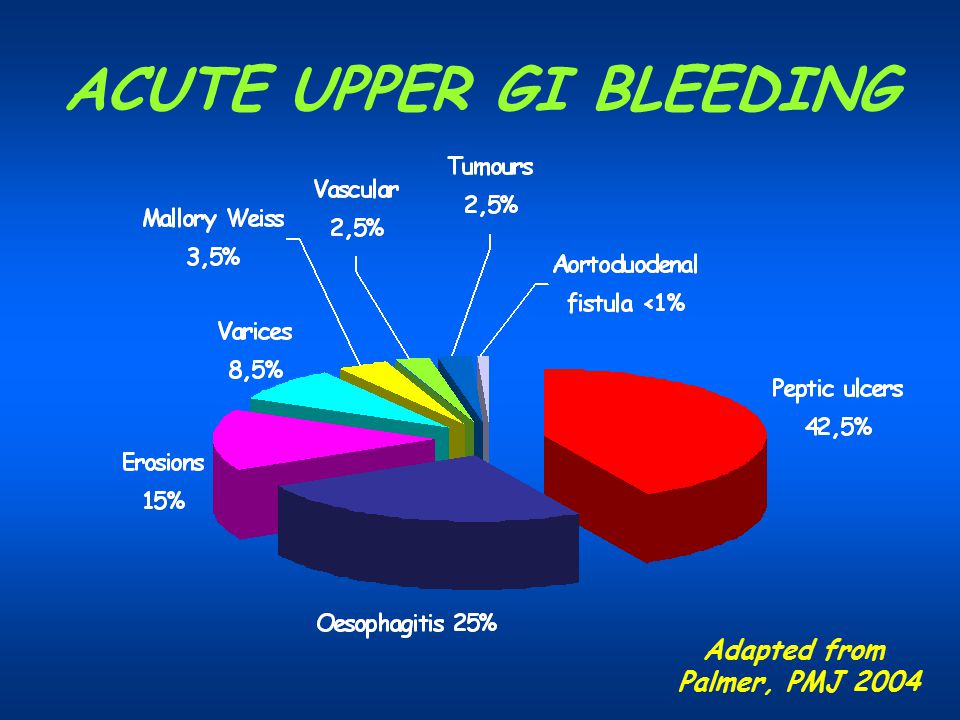 ACUTE UPPER GI BLEEDING
Tumours
2,5%
Vascular
2,5%
Mallory Weiss
3,5%
Aortoduodenal
fistula <1%
Varices
8,5%
Peptic ulcers
42,5%
Erosions
15%
Oesophagitis 25%
Adapted from
Palmer, PMJ 2004